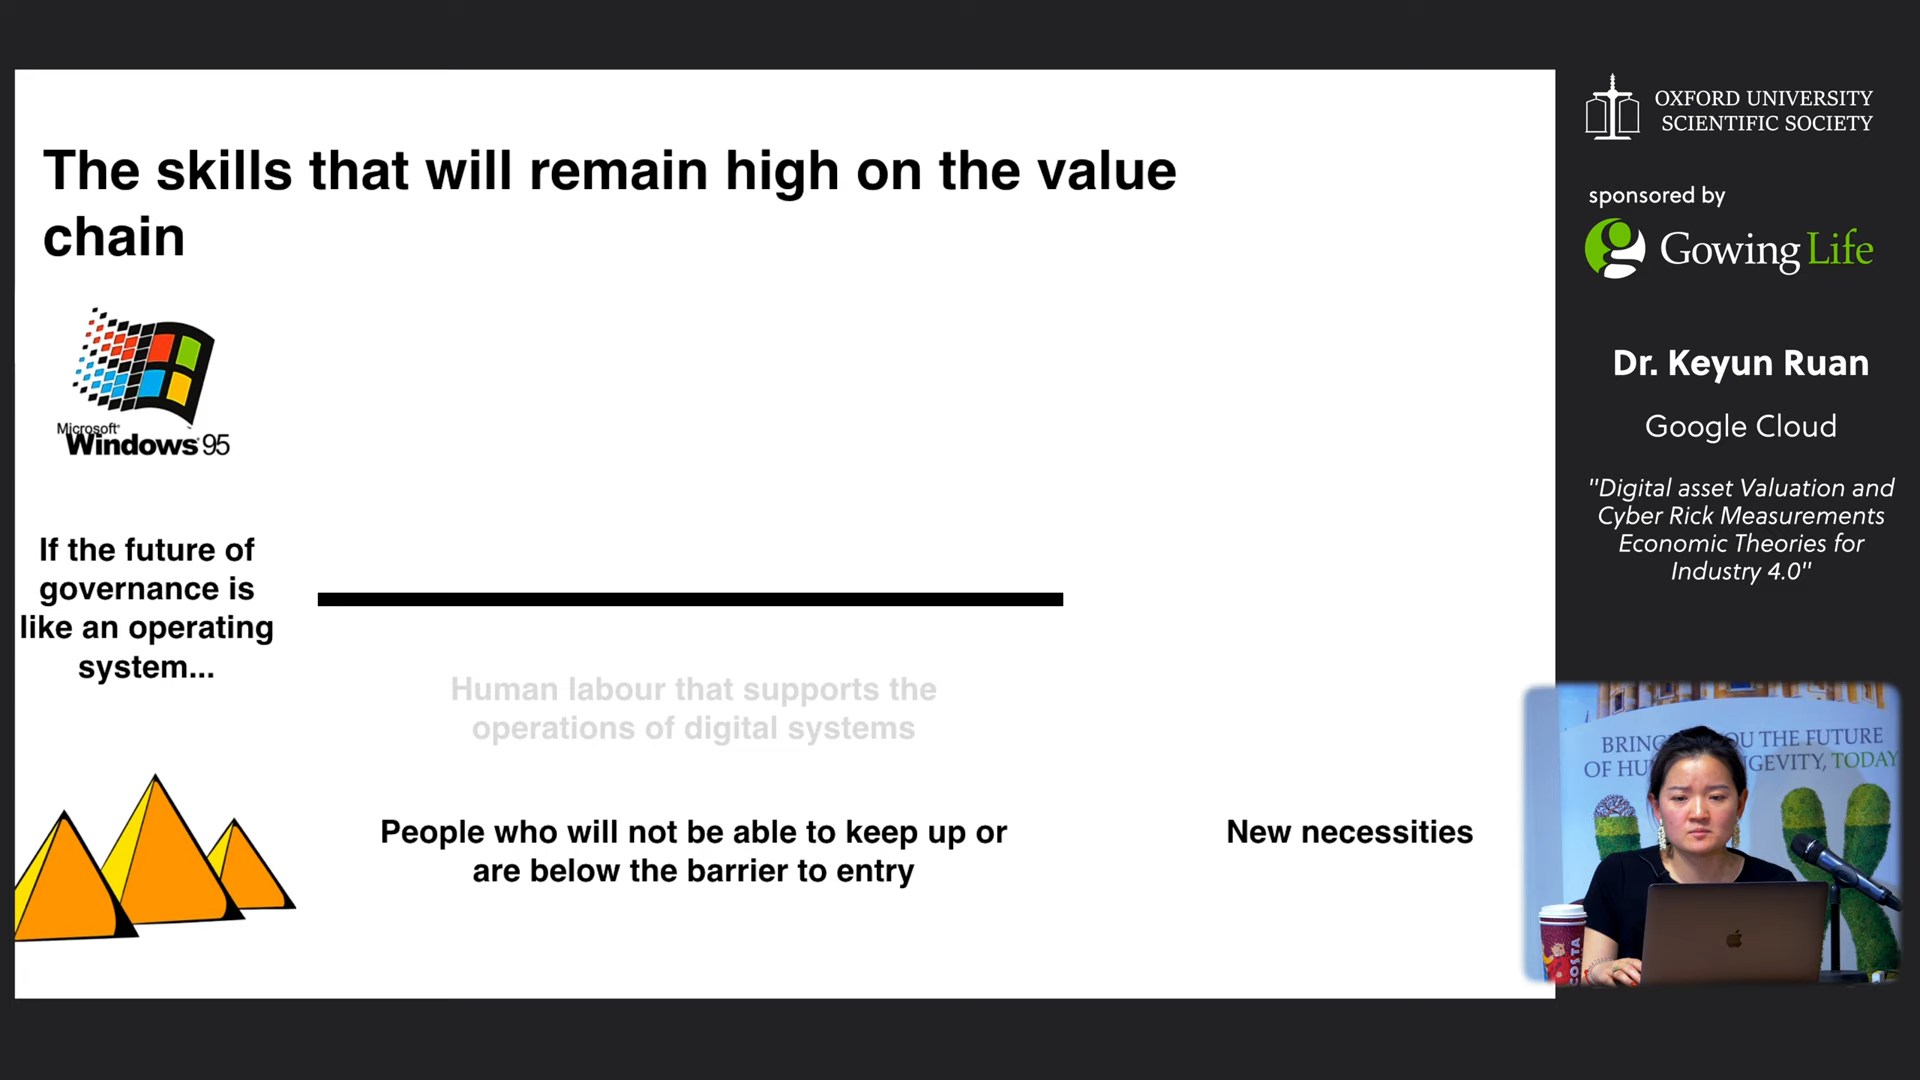 The skills that will remain high on the value
chain
Microsoft
Windows 95
If the future of
governance is
like an operating
system...
Human labour that supports the
operations of digital systems
People who will not be able to keep up or
are below the barrier to entry
New necessities
OXFORD UNIVERSITY
SCIENTIFIC SOCIETY
sponsored by
Gowing Life
Dr. Keyun Ruan
Google Cloud
"Digital asset Valuation and
Cyber Rick Measurements
Economic Theories for
Industry 4.0"
BRING YOU THE FUTURE
OF HU NGEVITY, TODAY
COSTA